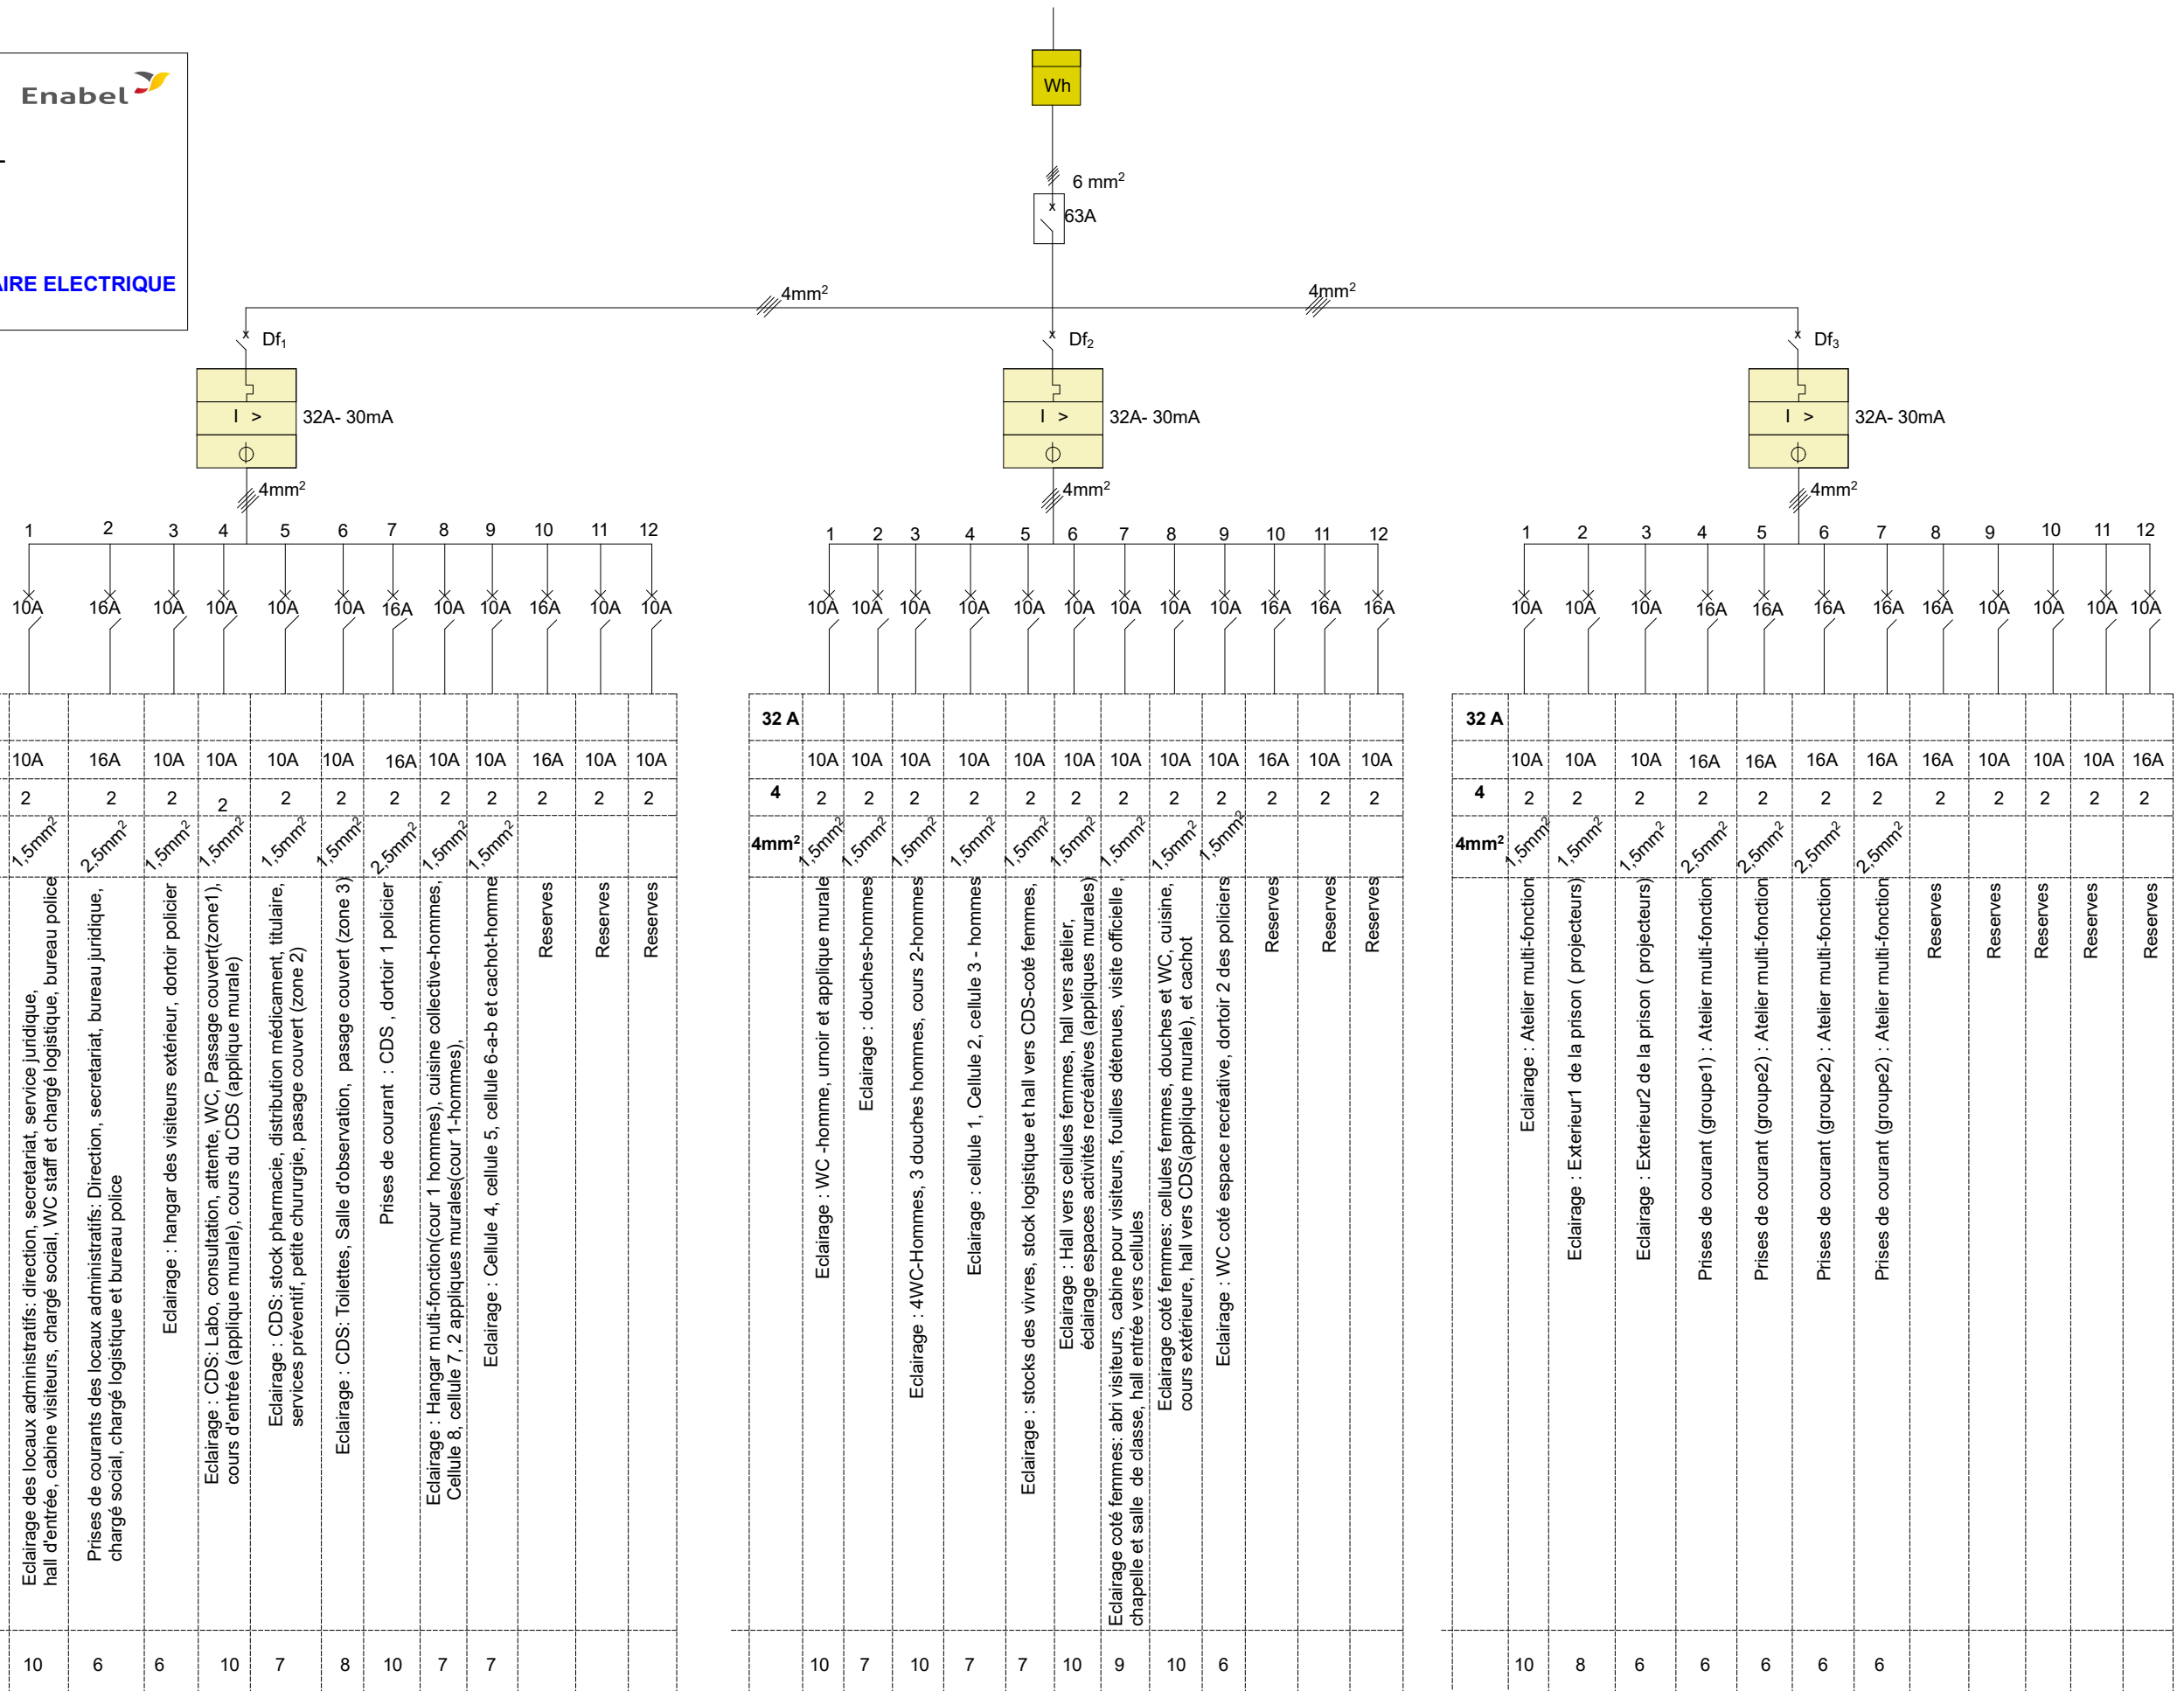 Enabel
AIRE ELECTRIQUE
Wh
6 mm²
63A
4mm²
4mm²
Df₁
Df₂
Df₃
I >
32A- 30mA
I >
32A- 30mA
I >
32A- 30mA
4mm²
4mm²
4mm²
1 2 3 4 5 6 7 8 9 10 11 12
1 2 3 4 5 6 7 8 9 10 11 12
1 2 3 4 5 6 7 8 9 10 11 12
10A 16A 10A 10A 10A 10A 16A 10A 10A 16A 10A 10A
10A 10A 10A 10A 10A 10A 10A 10A 10A 16A 16A 16A
10A 10A 10A 16A 16A 16A 16A 16A 10A 10A 10A 10A
10A 16A 10A 10A 10A 10A 16A 10A 10A 16A 10A 10A
2 2 2 2 2 2 2 2 2 2 2 2
1,5mm² 2,5mm² 1,5mm² 1,5mm² 1,5mm² 1,5mm² 2,5mm² 1,5mm² 1,5mm²
Eclairage des locaux administratifs: direction, secretariat, service juridique,
hall d'entrée, cabine visiteurs, chargé social, WC staff et chargé logistique, bureau police
Prises de courants des locaux administratifs: Direction, secretariat, bureau juridique,
chargé social, chargé logistique et bureau police
Eclairage : hangar des visiteurs extérieur, dortoir policier
Eclairage : CDS: Labo, consultation, attente, WC, Passage couvert(zone1),
cours d'entrée (applique murale), cours du CDS (applique murale)
Eclairage : CDS: stock pharmacie, distribution médicament, titulaire,
services préventif, petite chururgie, passage couvert (zone 2)
Eclairage : CDS: Toilettes, Salle d'observation, passage couvert (zone 3)
Prises de courant : CDS , dortoir 1 policier
Eclairage : Hangar multi-fonction(cour 1 hommes), cuisine collective-hommes,
Cellule 8, cellule 7, 2 appliques murales(cour 1-hommes),
Eclairage : Cellule 4, cellule 5, cellule 6-a-b et cachot-homme
Reserves
Reserves
Reserves
10 6 6 10 7 8 10 7 7
32 A
10A 10A 10A 10A 10A 10A 10A 10A 10A 16A 10A 10A
4 2 2 2 2 2 2 2 2 2 2 2 2
4mm² 1,5mm² 1,5mm² 1,5mm² 1,5mm² 1,5mm² 1,5mm² 1,5mm² 1,5mm² 1,5mm²
Eclairage : WC -homme, urnoir et applique murale
Eclairage : douches-hommes
Eclairage : 4WC-Hommes, 3 douches hommes, cours 2-hommes
Eclairage : cellule 1, Cellule 2, cellule 3 - hommes
Eclairage : stocks des vivres, stock logistique et hall vers CDS-coté femmes,
Eclairage : Hall vers cellules femmes, hall vers atelier,
éclairage espaces activités recréatives (appliques murales)
Eclairage coté femmes: abri visiteurs, cabine pour visiteurs, fouilles détenues, visite officielle ,
chapelle et salle de classe, hall entrée vers cellules
Eclairage coté femmes: cellules femmes, douches et WC, cuisine,
cours extérieure, hall vers CDS(applique murale), et cachot
Eclairage : WC coté espace recréative, dortoir 2 des policiers
Reserves
Reserves
Reserves
10 7 10 7 7 10 9 10 6
32 A
10A 10A 10A 16A 16A 16A 16A 16A 10A 10A 10A 16A
4 2 2 2 2 2 2 2 2 2 2 2 2
4mm² 1,5mm² 1,5mm² 1,5mm² 2,5mm² 2,5mm² 2,5mm² 2,5mm²
Eclairage : Atelier multi-fonction
Eclairage : Exterieur1 de la prison ( projecteurs)
Eclairage : Exterieur2 de la prison ( projecteurs)
Prises de courant (groupe1) : Atelier multi-fonction
Prises de courant (groupe2) : Atelier multi-fonction
Prises de courant (groupe2) : Atelier multi-fonction
Prises de courant (groupe2) : Atelier multi-fonction
Reserves
Reserves
Reserves
Reserves
Reserves
10 8 6 6 6 6 6